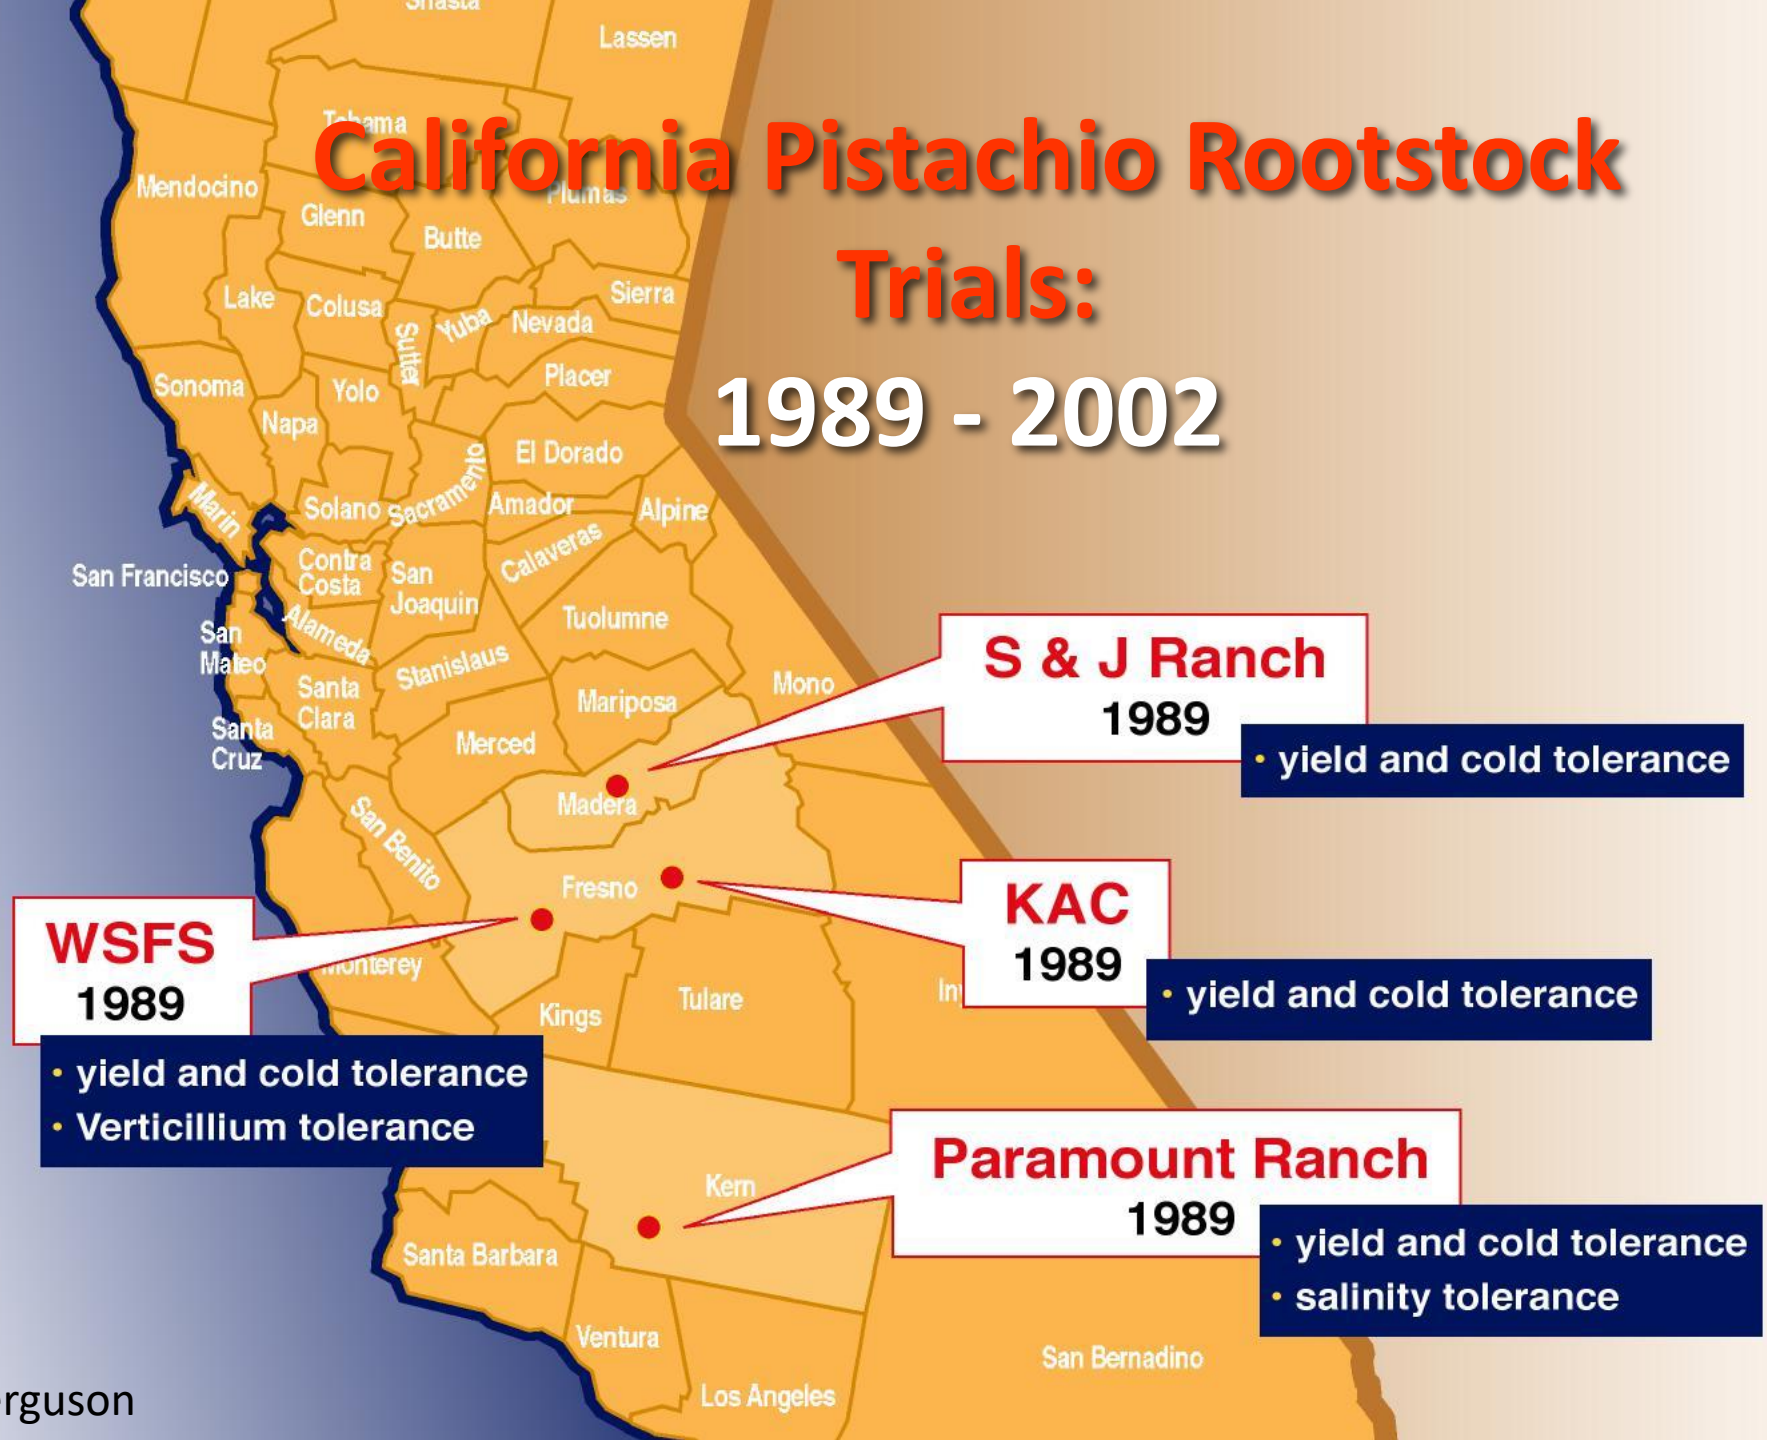 Shasta
Lassen
Tehama
California Pistachio Rootstock
Trials:
1989 - 2002
Mendocino
Glenn
Plumas
Butte
Lake
Colusa
Sutter
Yuba
Nevada
Sierra
Sonoma
Yolo
Placer
Napa
El Dorado
Marin
Solano
Sacramento
Amador
Alpine
San Francisco
Contra
Costa
San
Joaquin
Calaveras
Alameda
Tuolumne
San
Mateo
Stanislaus
Santa
Clara
Mariposa
Mono
Santa
Cruz
Merced
S & J Ranch
1989
• yield and cold tolerance
Madera
San Benito
Fresno
KAC
1989
• yield and cold tolerance
WSFS
1989
• yield and cold tolerance
• Verticillium tolerance
Monterey
Kings
Tulare
Kern
Paramount Ranch
1989
• yield and cold tolerance
• salinity tolerance
Santa Barbara
Ventura
San Bernadino
Los Angeles